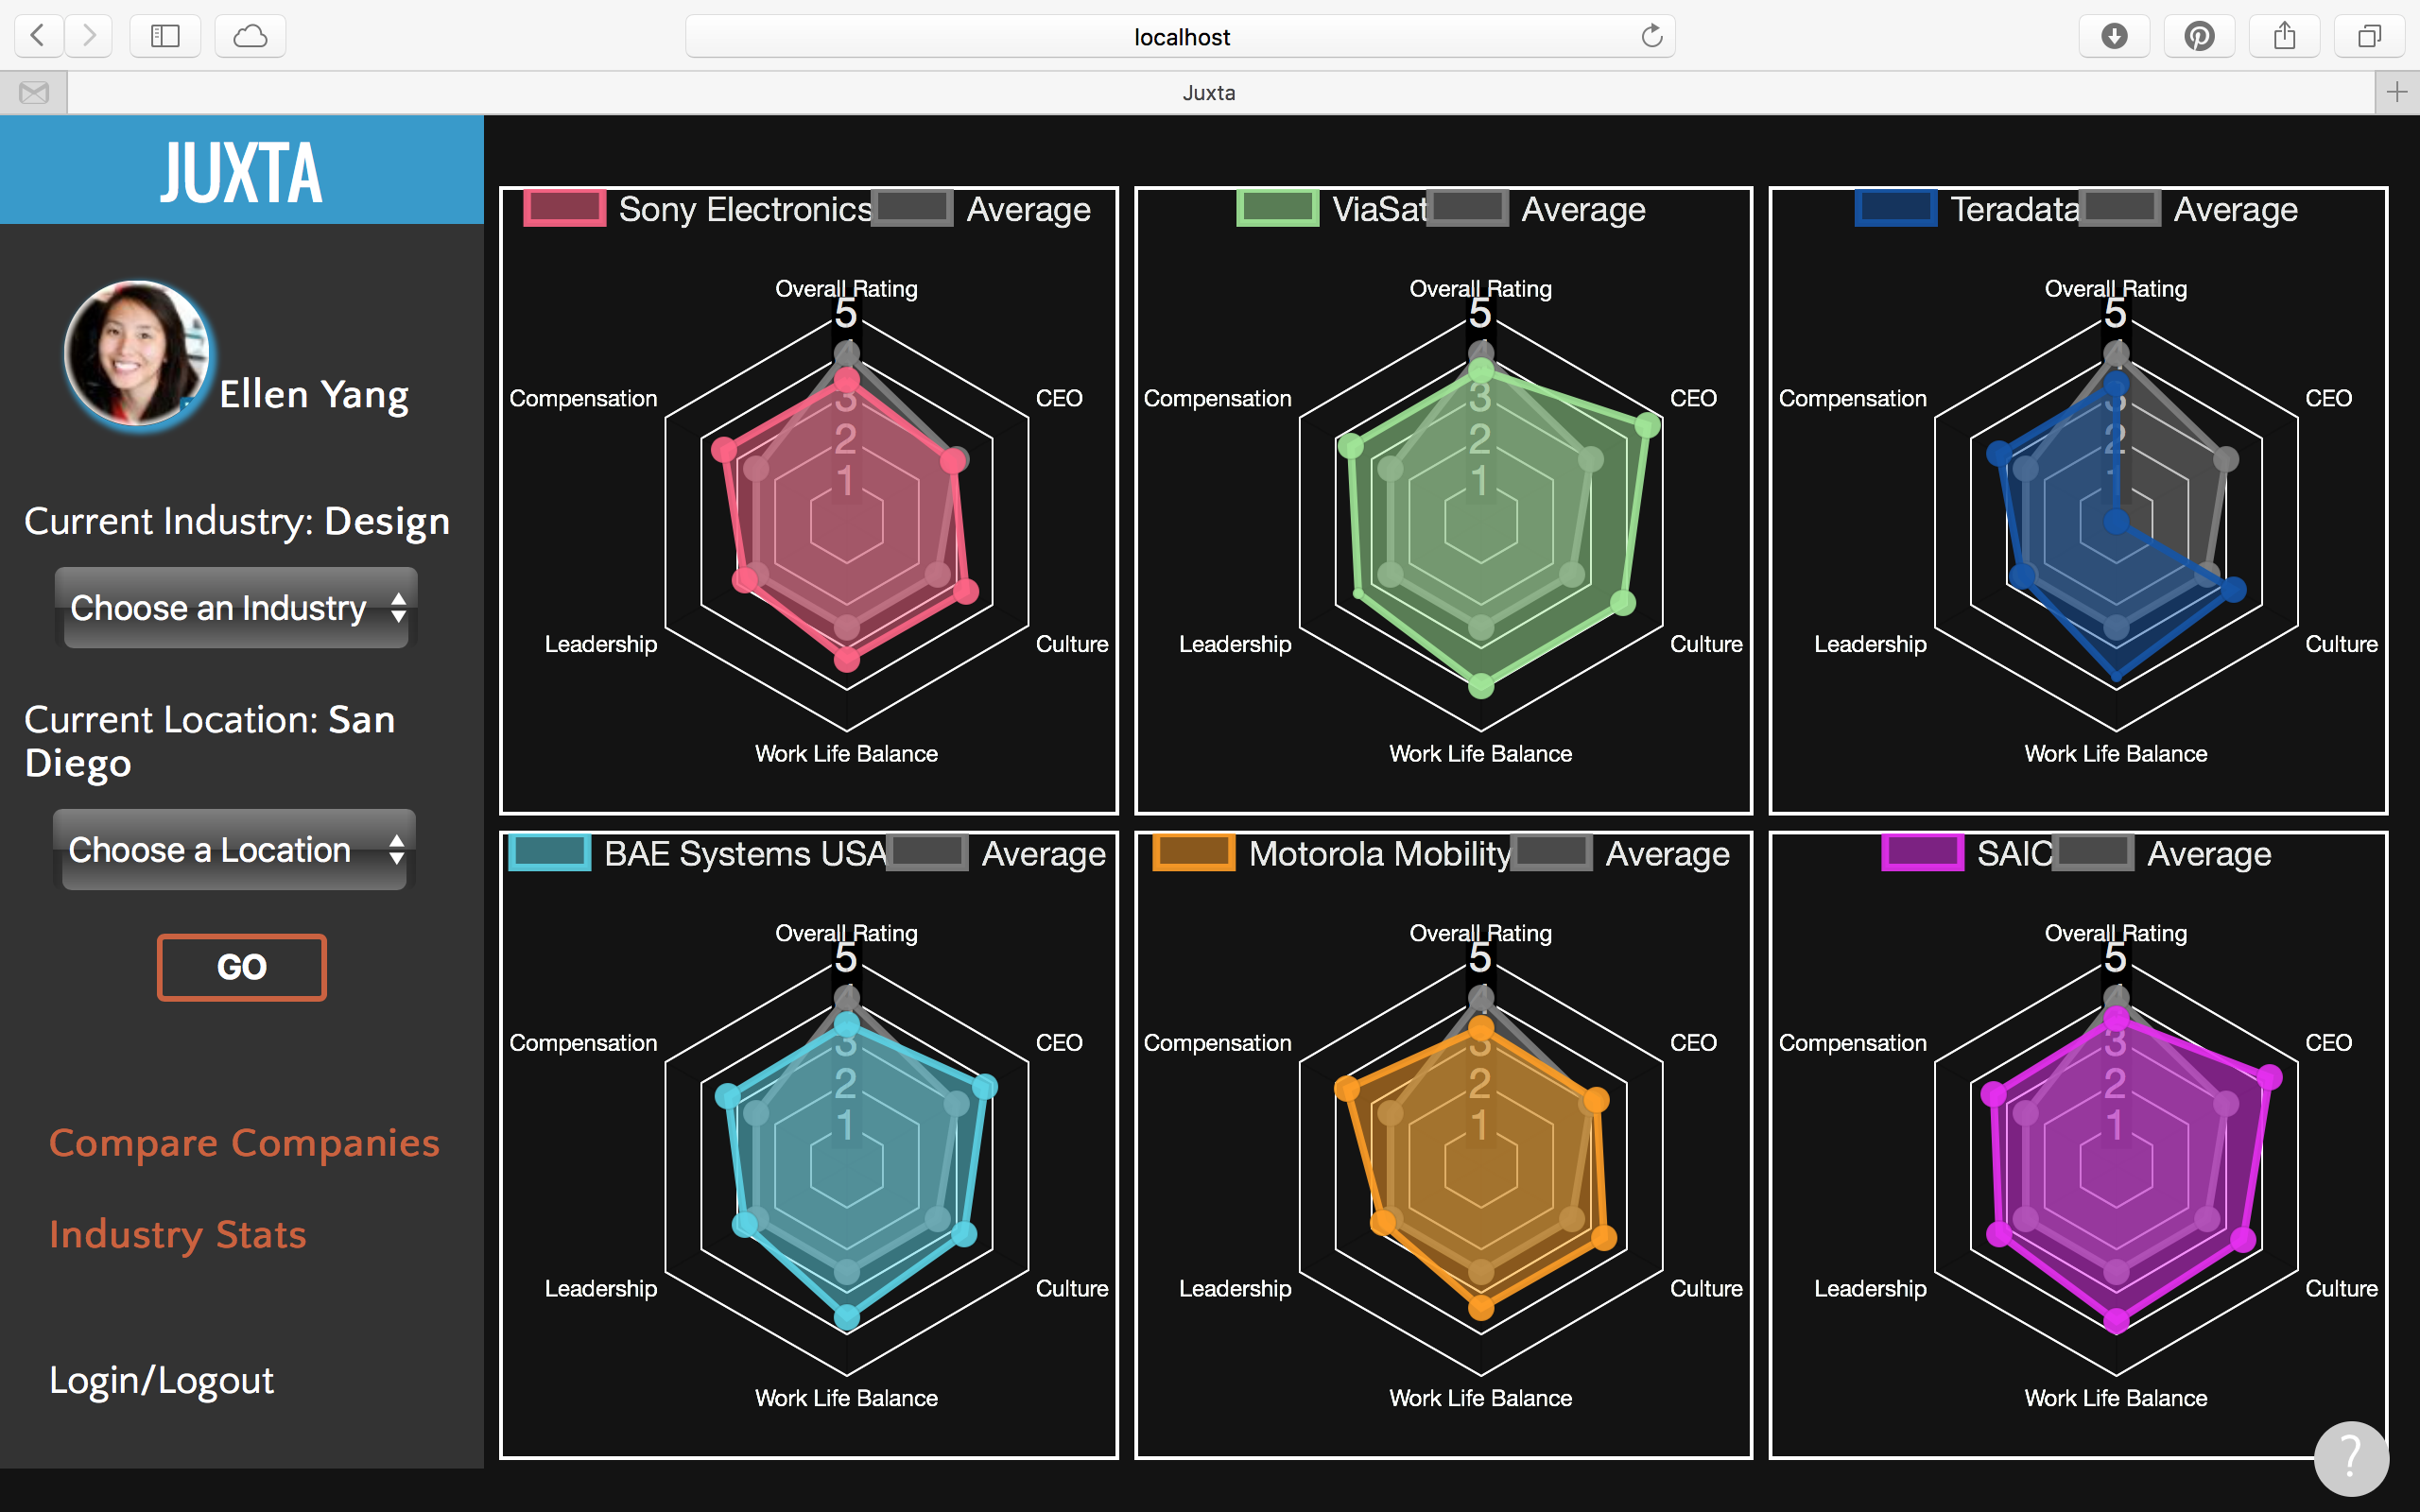 localhost
Juxta
JUXTA
Ellen Yang
Current Industry: Design
Choose an Industry
Current Location: San
Diego
Choose a Location
GO
Compare Companies
Industry Stats
Login/Logout
Sony Electronics Average
Overall Rating
5
Compensation
CEO
3
2
1
Leadership
Culture
Work Life Balance
ViaSat Average
Overall Rating
5
Compensation
CEO
3
2
1
Leadership
Culture
Work Life Balance
Teradata Average
Overall Rating
5
Compensation
CEO
3
2
1
Leadership
Culture
Work Life Balance
BAE Systems USA Average
Overall Rating
5
Compensation
CEO
3
2
1
Leadership
Culture
Work Life Balance
Motorola Mobility Average
Overall Rating
5
Compensation
CEO
3
2
1
Leadership
Culture
Work Life Balance
SAIC Average
Overall Rating
5
Compensation
CEO
3
2
1
Leadership
Culture
Work Life Balance
?